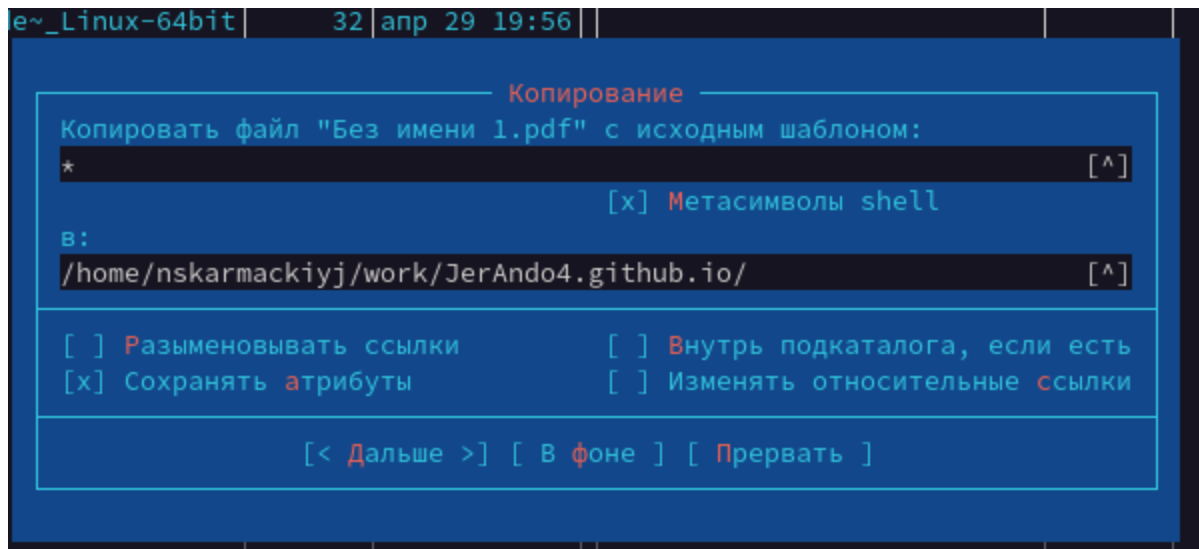 le~_Linux-64bit| 32|апр 29 19:56||
Копирование
Копировать файл "Без имени 1.pdf" с исходным шаблоном:
* [^]
[x] Метасимволы shell
в:
/home/nskarmackiyj/work/JerAndo4.github.io/ [^]
[ ] Разыменовывать ссылки [ ] Внутрь подкаталога, если есть
[x] Сохранять атрибуты [ ] Изменять относительные ссылки
[< Дальше >] [ В фоне ] [ Прервать ]